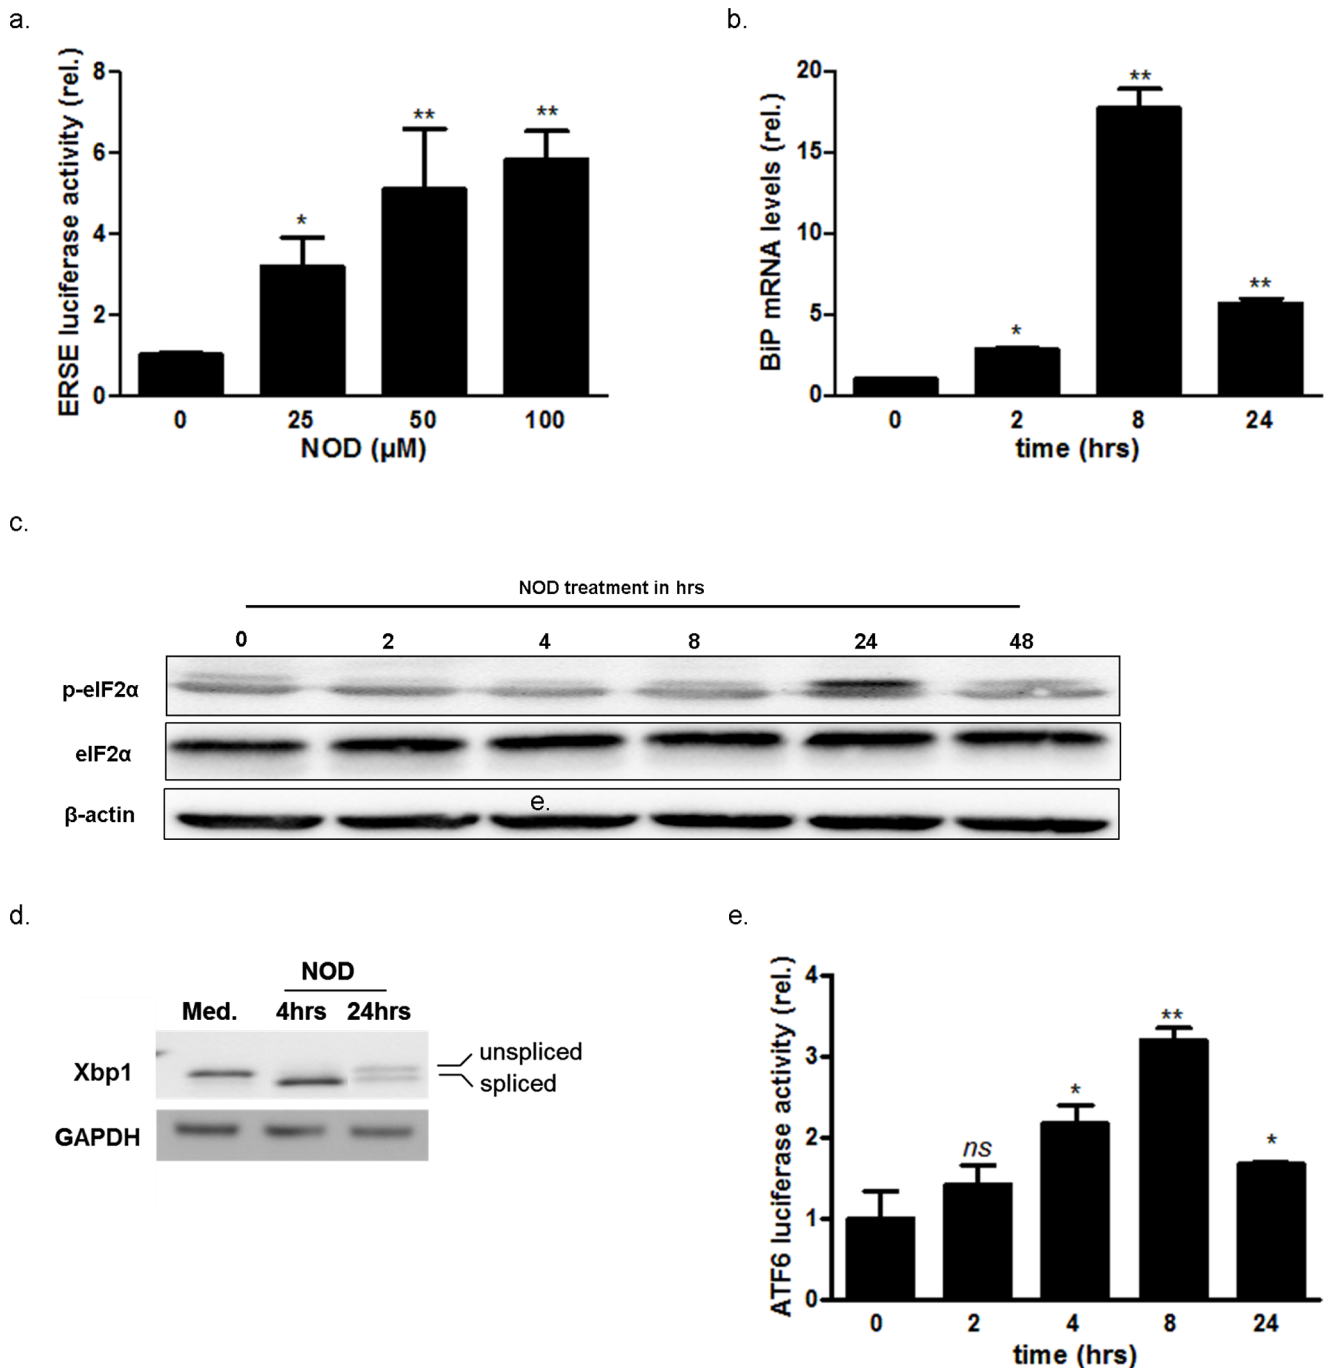 a.
ERSE luciferase activity (rel.)
8
6
4
2
0
*
**
**
0 25 50 100
NOD (µM)
b.
BiP mRNA levels (rel.)
20
15
10
5
0
*
**
**
0 2 8 24
time (hrs)
c.
NOD treatment in hrs
0 2 4 8 24 48
p-eIF2α
eIF2α
β-actin
e.
d.
NOD
Med. 4hrs 24hrs
Xbp1
unspliced
spliced
GAPDH
e.
ATF6 luciferase activity (rel.)
4
3
2
1
0
ns
*
**
*
0 2 4 8 24
time (hrs)